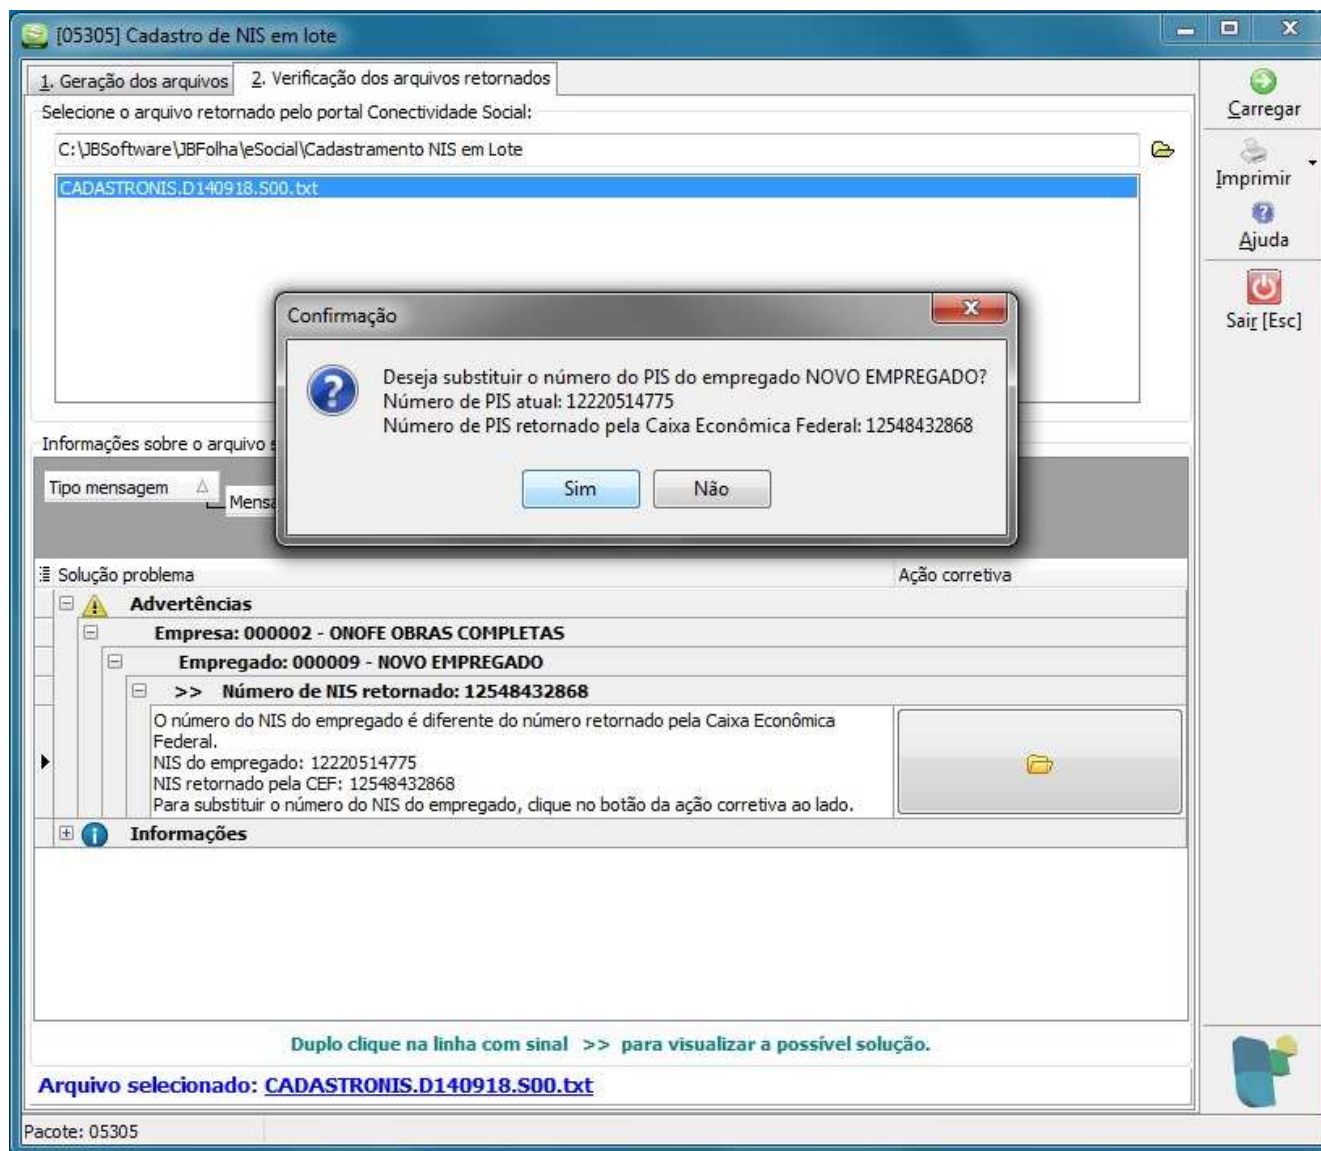 [05305] Cadastro de NIS em lote
1. Geração dos arquivos
2. Verificação dos arquivos retornados
Selecione o arquivo retornado pelo portal Conectividade Social:
C:\JBSoftware\JBFolha\eSocial\Cadastramento NIS em Lote
CADASTRONIS.D140918.S00.txt
Carregar
Imprimir
Ajuda
Sair [Esc]
Confirmação
Deseja substituir o número do PIS do empregado NOVO EMPREGADO?
Número de PIS atual: 12220514775
Número de PIS retornado pela Caixa Econômica Federal: 12548432868
Sim
Não
Informações sobre o arquivo
Tipo mensagem
Solução problema
Ação corretiva
Advertências
Empresa: 000002 - ONOFE OBRAS COMPLETAS
Empregado: 000009 - NOVO EMPREGADO
>> Número de NIS retornado: 12548432868
O número do NIS do empregado é diferente do número retornado pela Caixa Econômica
Federal.
NIS do empregado: 12220514775
NIS retornado pela CEF: 12548432868
Para substituir o número do NIS do empregado, clique no botão da ação corretiva ao lado.
Informações
Duplo clique na linha com sinal >> para visualizar a possível solução.
Arquivo selecionado: CADASTRONIS.D140918.S00.txt
Pacote: 05305